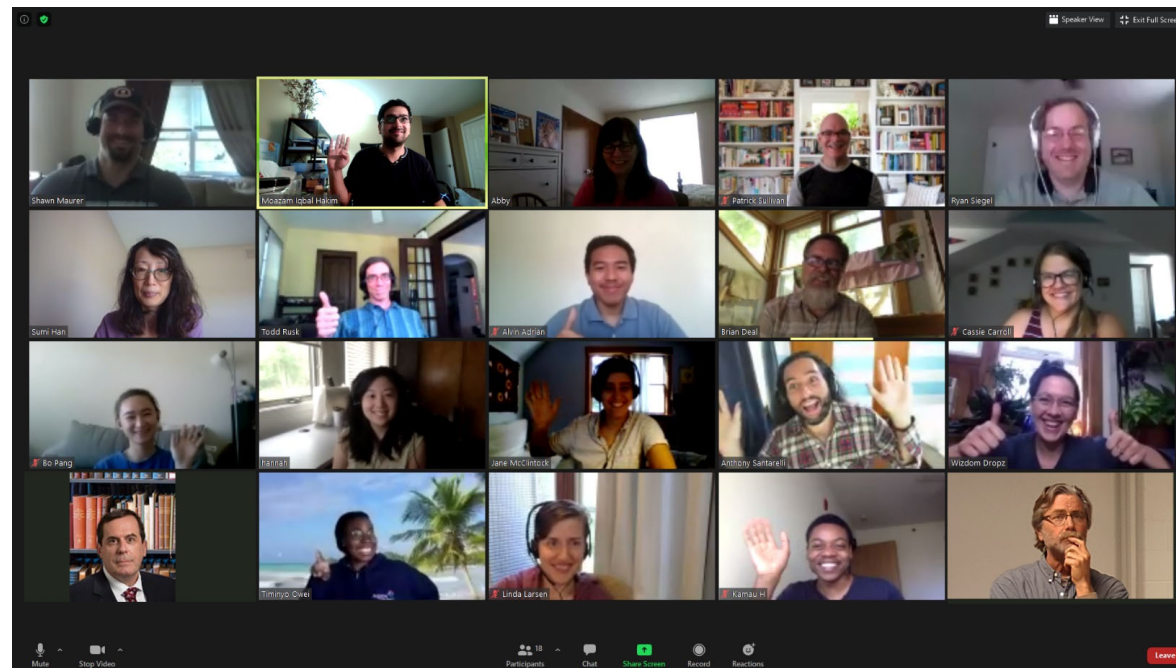 Speaker View
Exit Full Scree
Shawn Maurer
Moazam Iqbal Hakim
Abby
Patrick Sullivan
Ryan Siegel
Sumi Han
Todd Rusk
Alvin Adrian
Brian Deal
Cassie Carroll
Bo Pang
hannah
Jane McClintock
Anthony Santarelli
Wizdom Dropz
Timinyo Owei
Linda Larsen
Kamau H
Mute
Stop Video
18
Participants
Chat
Share Screen
Record
Reactions
Leave